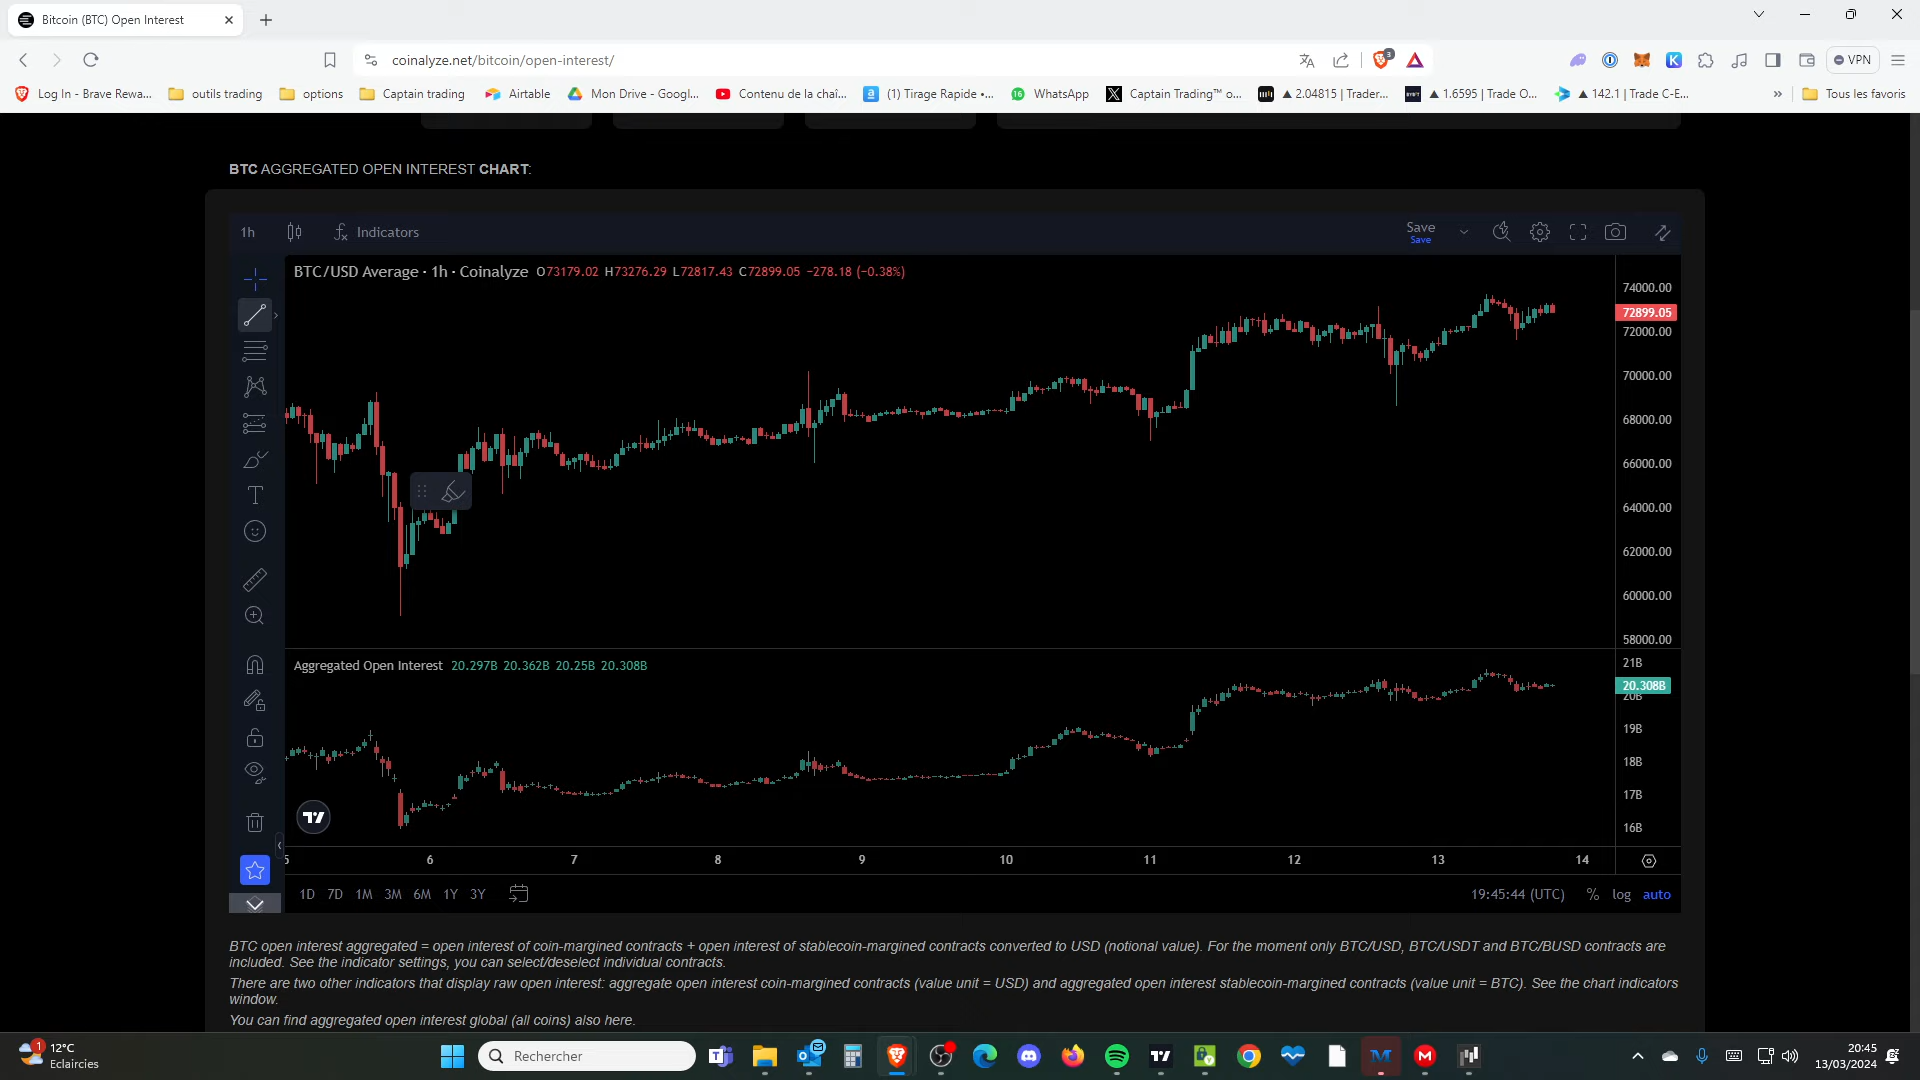 Bitcoin (BTC) Open Interest
coinalyze.net/bitcoin/open-interest/
3
VPN
Log In - Brave Rewa...
outils trading
options
Captain trading
Airtable
Mon Drive - Googl...
Contenu de la chaî...
(1) Tirage Rapide •...
16
WhatsApp
Captain Trading™ o...
▲ 2.04815 | Trader...
▲ 1.6595 | Trade O...
▲ 142.1 | Trade C-E...
»
Tous les favoris
BTC AGGREGATED OPEN INTEREST CHART:
1h
Indicators
Save
Save
BTC/USD Average · 1h · Coinalyze O73179.02 H73276.29 L72817.43 C72899.05 −278.18 (−0.38%)
74000.00
72899.05
72000.00
70000.00
68000.00
66000.00
64000.00
62000.00
60000.00
58000.00
Aggregated Open Interest 20.297B 20.362B 20.25B 20.308B
21B
20.308B
20B
19B
18B
17B
16B
5 6 7 8 9 10 11 12 13 14
1D 7D 1M 3M 6M 1Y 3Y
19:45:44 (UTC) % log auto
BTC open interest aggregated = open interest of coin-margined contracts + open interest of stablecoin-margined contracts converted to USD (notional value). For the moment only BTC/USD, BTC/USDT and BTC/BUSD contracts are
included. See the indicator settings, you can select/deselect individual contracts.
There are two other indicators that display raw open interest: aggregate open interest coin-margined contracts (value unit = USD) and aggregated open interest stablecoin-margined contracts (value unit = BTC). See the chart indicators
window.
You can find aggregated open interest global (all coins) also here.
1
12°C
Eclaircies
Rechercher
20:45
13/03/2024